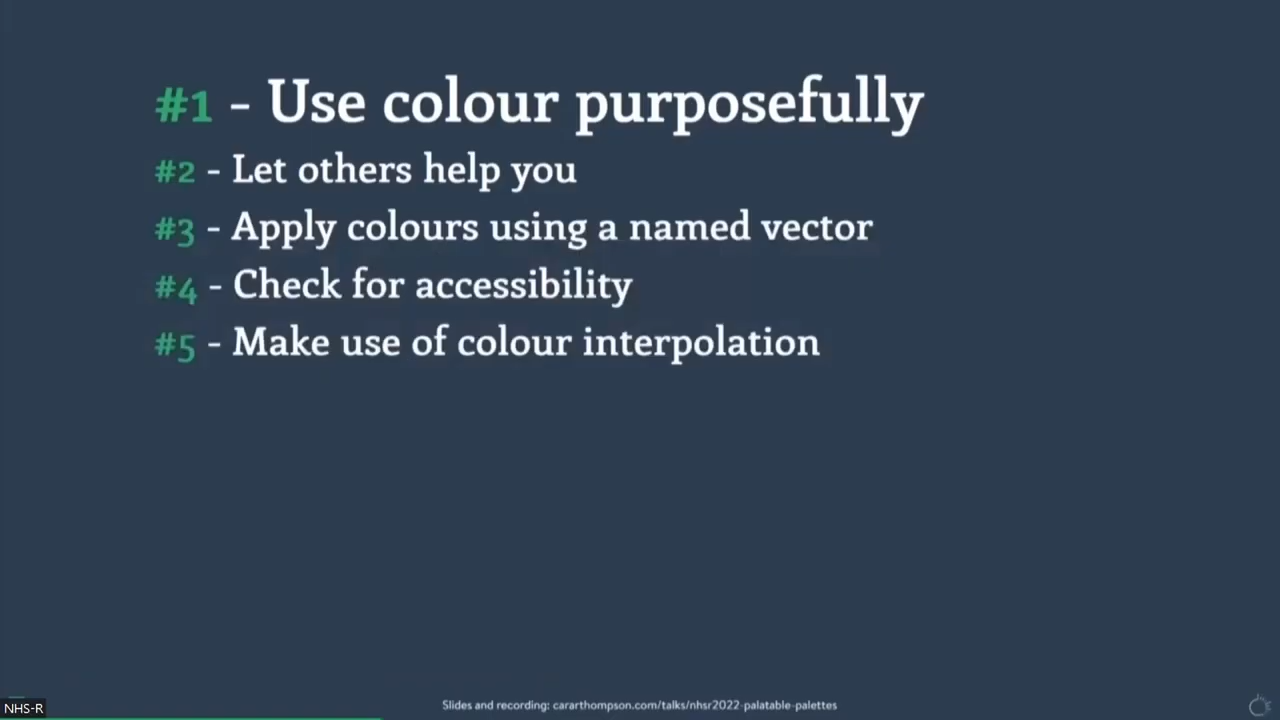 #1 - Use colour purposefully
#2 - Let others help you
#3 - Apply colours using a named vector
#4 - Check for accessibility
#5 - Make use of colour interpolation
NHS-R
Slides and recording: cararthompson.com/talks/nhsr2022-palatable-palettes